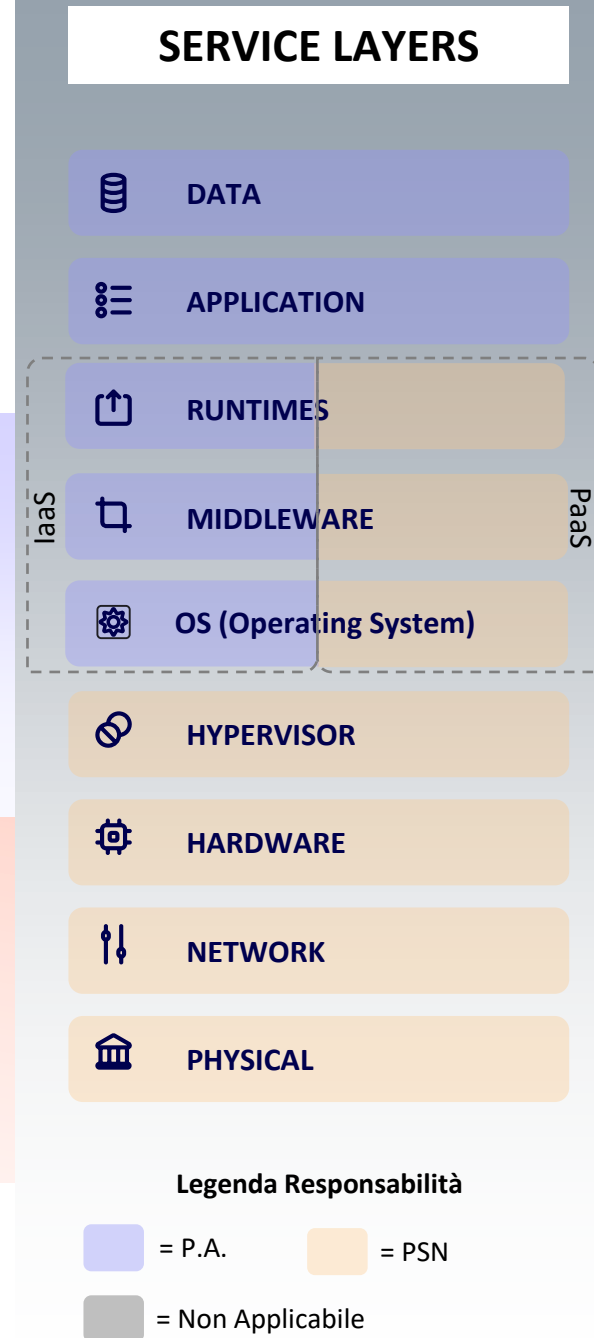 SERVICE LAYERS
DATA
APPLICATION
RUNTIMES
IaaS
MIDDLEWARE
PaaS
OS (Operating System)
HYPERVISOR
HARDWARE
NETWORK
PHYSICAL
Legenda Responsabilità
= P.A.
= PSN
= Non Applicabile